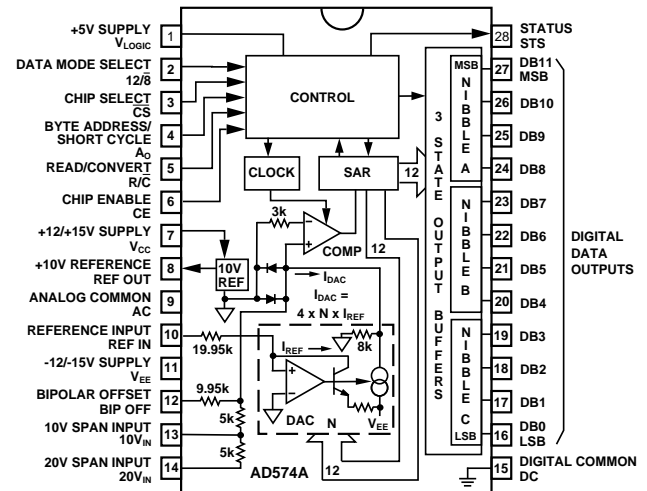 +5V SUPPLY
VLOGIC
1
DATA MODE SELECT
12/8̅
2
CHIP SELECT
C̅S̅
3
BYTE ADDRESS/
SHORT CYCLE
AO
4
READ/CONVERT
R/C̅
5
CHIP ENABLE
CE
6
+12/+15V SUPPLY
VCC
7
+10V REFERENCE
REF OUT
8
ANALOG COMMON
AC
9
REFERENCE INPUT
REF IN
10
-12/-15V SUPPLY
VEE
11
BIPOLAR OFFSET
BIP OFF
12
10V SPAN INPUT
10VIN
13
20V SPAN INPUT
20VIN
14
CONTROL
CLOCK
SAR
12
3k
COMP
12
10V
REF
IDAC
IDAC =
4 x N x IREF
19.95k
IREF
8k
9.95k
5k
5k
DAC
N
VEE
12
AD574A
3 STATE OUTPUT BUFFERS
MSB
NIBBLE A
NIBBLE B
NIBBLE C
LSB
28
STATUS
STS
27
DB11
MSB
26
DB10
25
DB9
24
DB8
23
DB7
22
DB6
21
DB5
20
DB4
19
DB3
18
DB2
17
DB1
16
DB0
LSB
15
DIGITAL COMMON
DC
DIGITAL
DATA
OUTPUTS